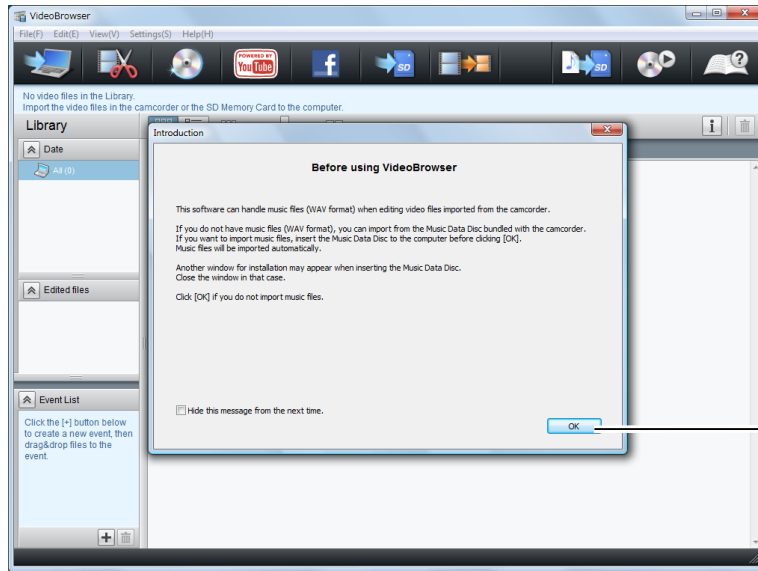 VideoBrowser
File(F) Edit(E) View(V) Settings(S) Help(H)
POWERED BY
YouTube
f
SD
SD
?
No video files in the Library.
Import the video files in the camcorder or the SD Memory Card to the computer.
Library
i
Date
All (0)
Edited files
Event List
Click the [+] button below
to create a new event, then
drag&drop files to the
event.
Introduction
Before using VideoBrowser
This software can handle music files (WAV format) when editing video files imported from the camcorder.
If you do not have music files (WAV format), you can import from the Music Data Disc bundled with the camcorder.
If you want to import music files, insert the Music Data Disc to the computer before clicking [OK].
Music files will be imported automatically.
Another window for installation may appear when inserting the Music Data Disc.
Close the window in that case.
Click [OK] if you do not import music files.
Hide this message from the next time.
OK